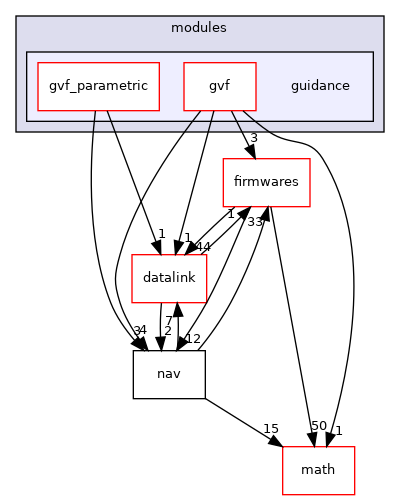 modules
gvf_parametric gvf guidance
3
firmwares
1 33
1 1 44
datalink
7
34 2 12
nav
15 50 1
math